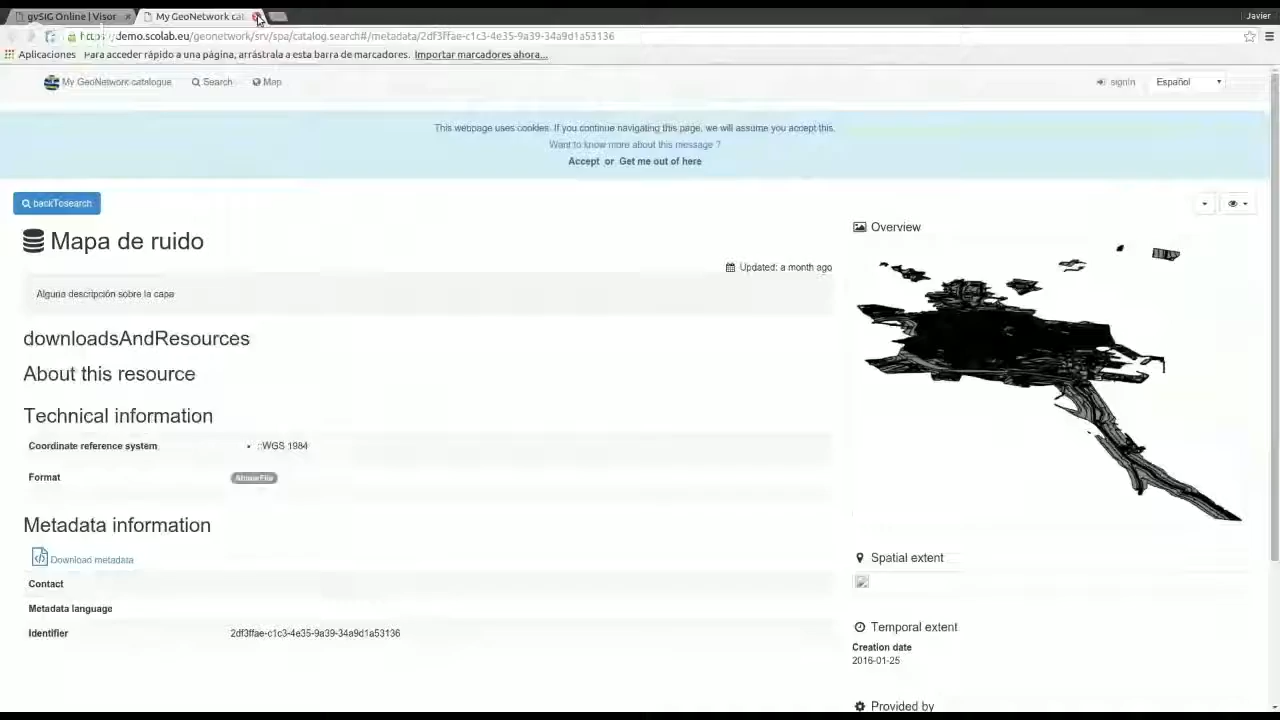 gvSIG Online | Visor
My GeoNetwork cat
Javier
demo.scolab.eu/geonetwork/srv/spa/catalog.search#/metadata/2df3ffae-c1c3-4e35-9a39-34a9d1a53136
Aplicaciones Para acceder rápido a una página, arrástrala a esta barra de marcadores. Importar marcadores ahora...
My GeoNetwork catalogue Search Map signIn Español
This webpage uses cookies. If you continue navigating this page, we will assume you accept this.
Want to know more about this message ?
Accept or Get me out of here
backToSearch
Mapa de ruido
Updated: a month ago
Alguna descripción sobre la capa
downloadsAndResources
About this resource
Technical information
Coordinate reference system
• ::WGS 1984
Format
Metadata information
Download metadata
Contact
Metadata language
Identifier 2df3ffae-c1c3-4e35-9a39-34a9d1a53136
Overview
Spatial extent
Temporal extent
Creation date
2016-01-25
Provided by